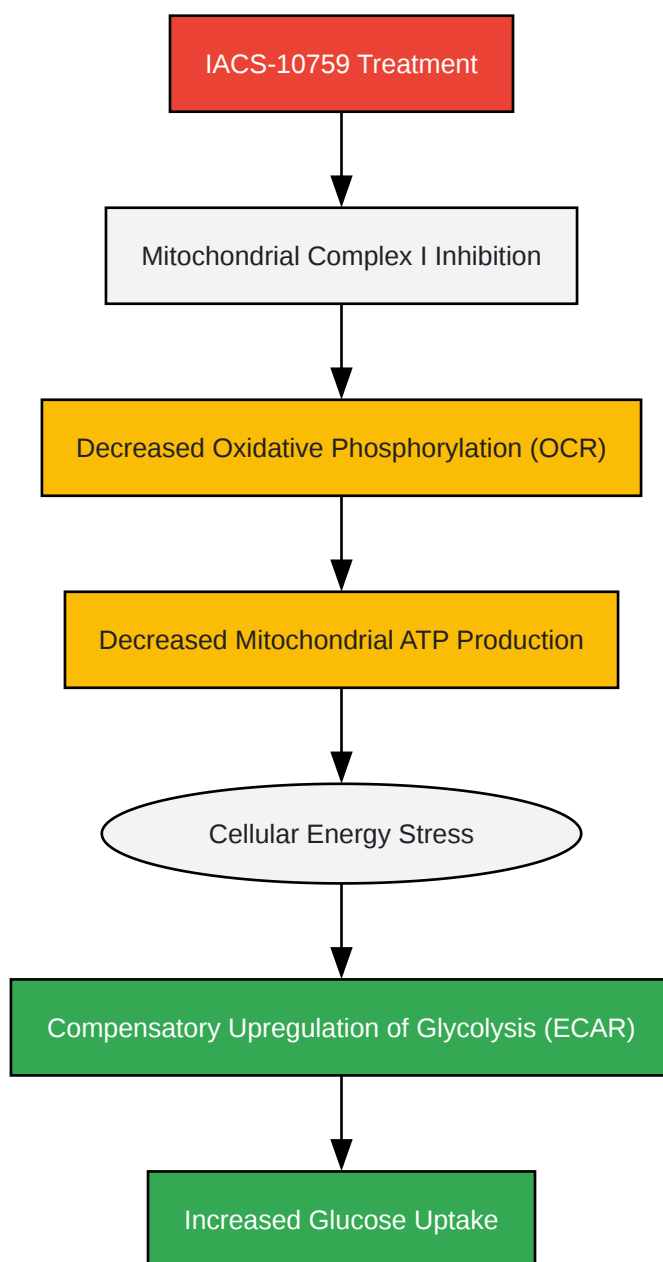 IACS-10759 Treatment
Mitochondrial Complex I Inhibition
Decreased Oxidative Phosphorylation (OCR)
Decreased Mitochondrial ATP Production
Cellular Energy Stress
Compensatory Upregulation of Glycolysis (ECAR)
Increased Glucose Uptake